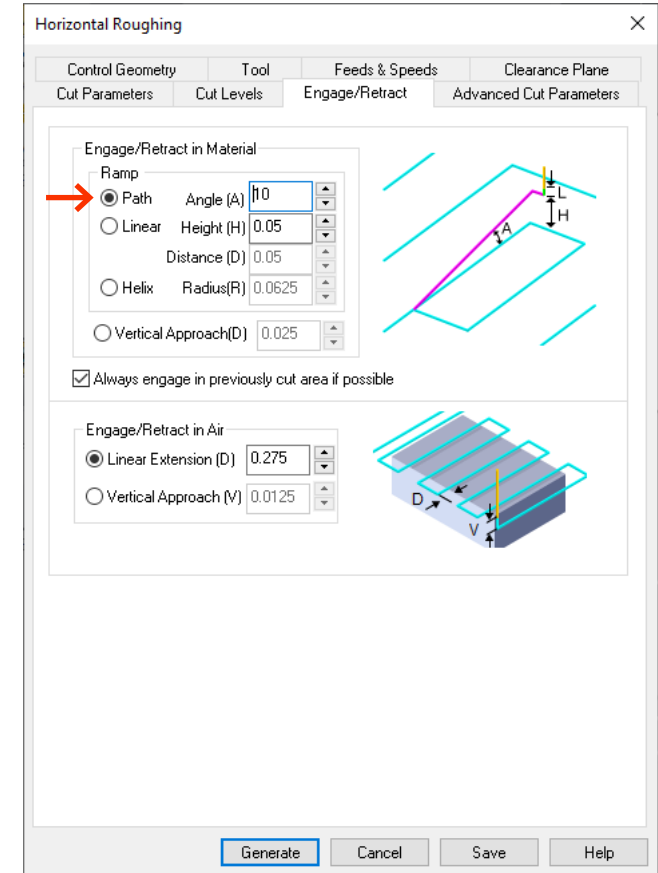 Horizontal Roughing
Control Geometry Tool Feeds & Speeds Clearance Plane
Cut Parameters Cut Levels Engage/Retract Advanced Cut Parameters
Engage/Retract in Material
Ramp
Path Angle (A) 10
Linear Height (H) 0.05
Distance (D) 0.05
Helix Radius(R) 0.0625
Vertical Approach(D) 0.025
L
H
A
Always engage in previously cut area if possible
Engage/Retract in Air
Linear Extension (D) 0.275
Vertical Approach (V) 0.0125
D
V
Generate Cancel Save Help